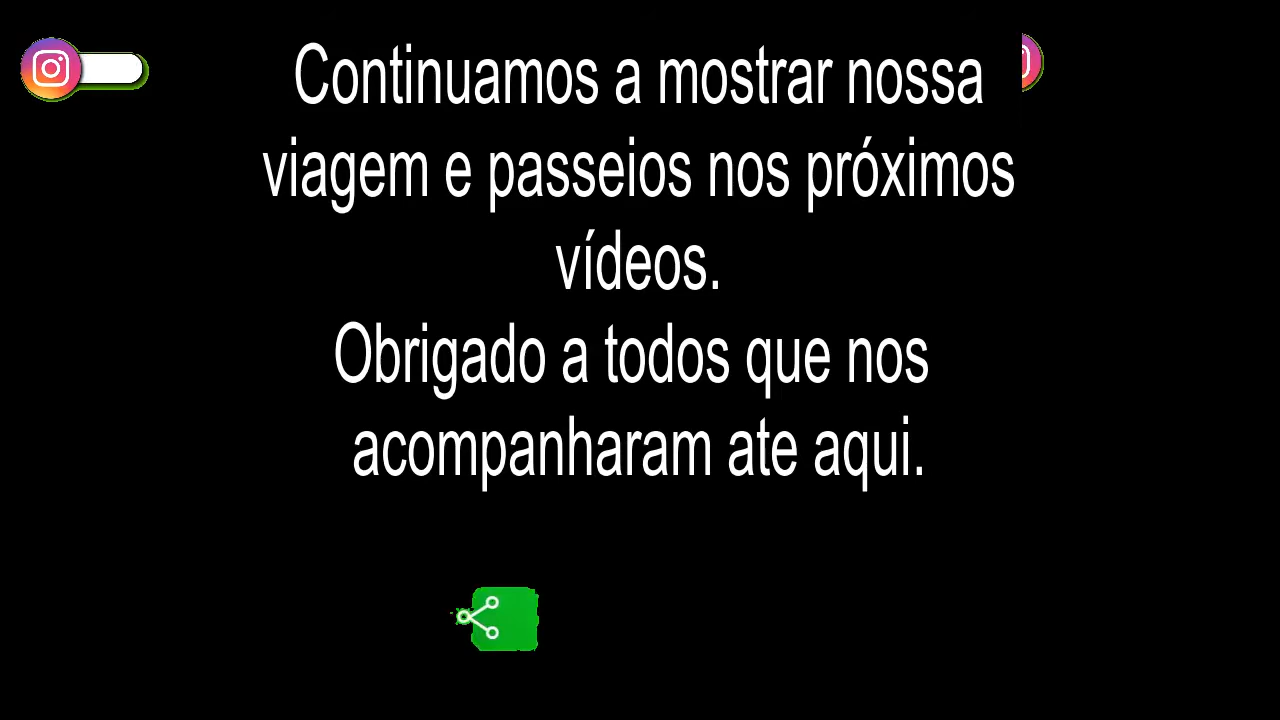 Continuamos a mostrar nossa
viagem e passeios nos próximos
vídeos.
Obrigado a todos que nos
acompanharam ate aqui.